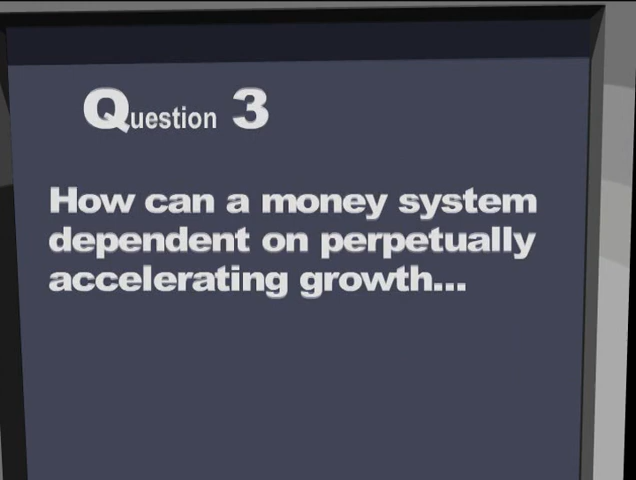 Question 3
How can a money system
dependent on perpetually
accelerating growth...